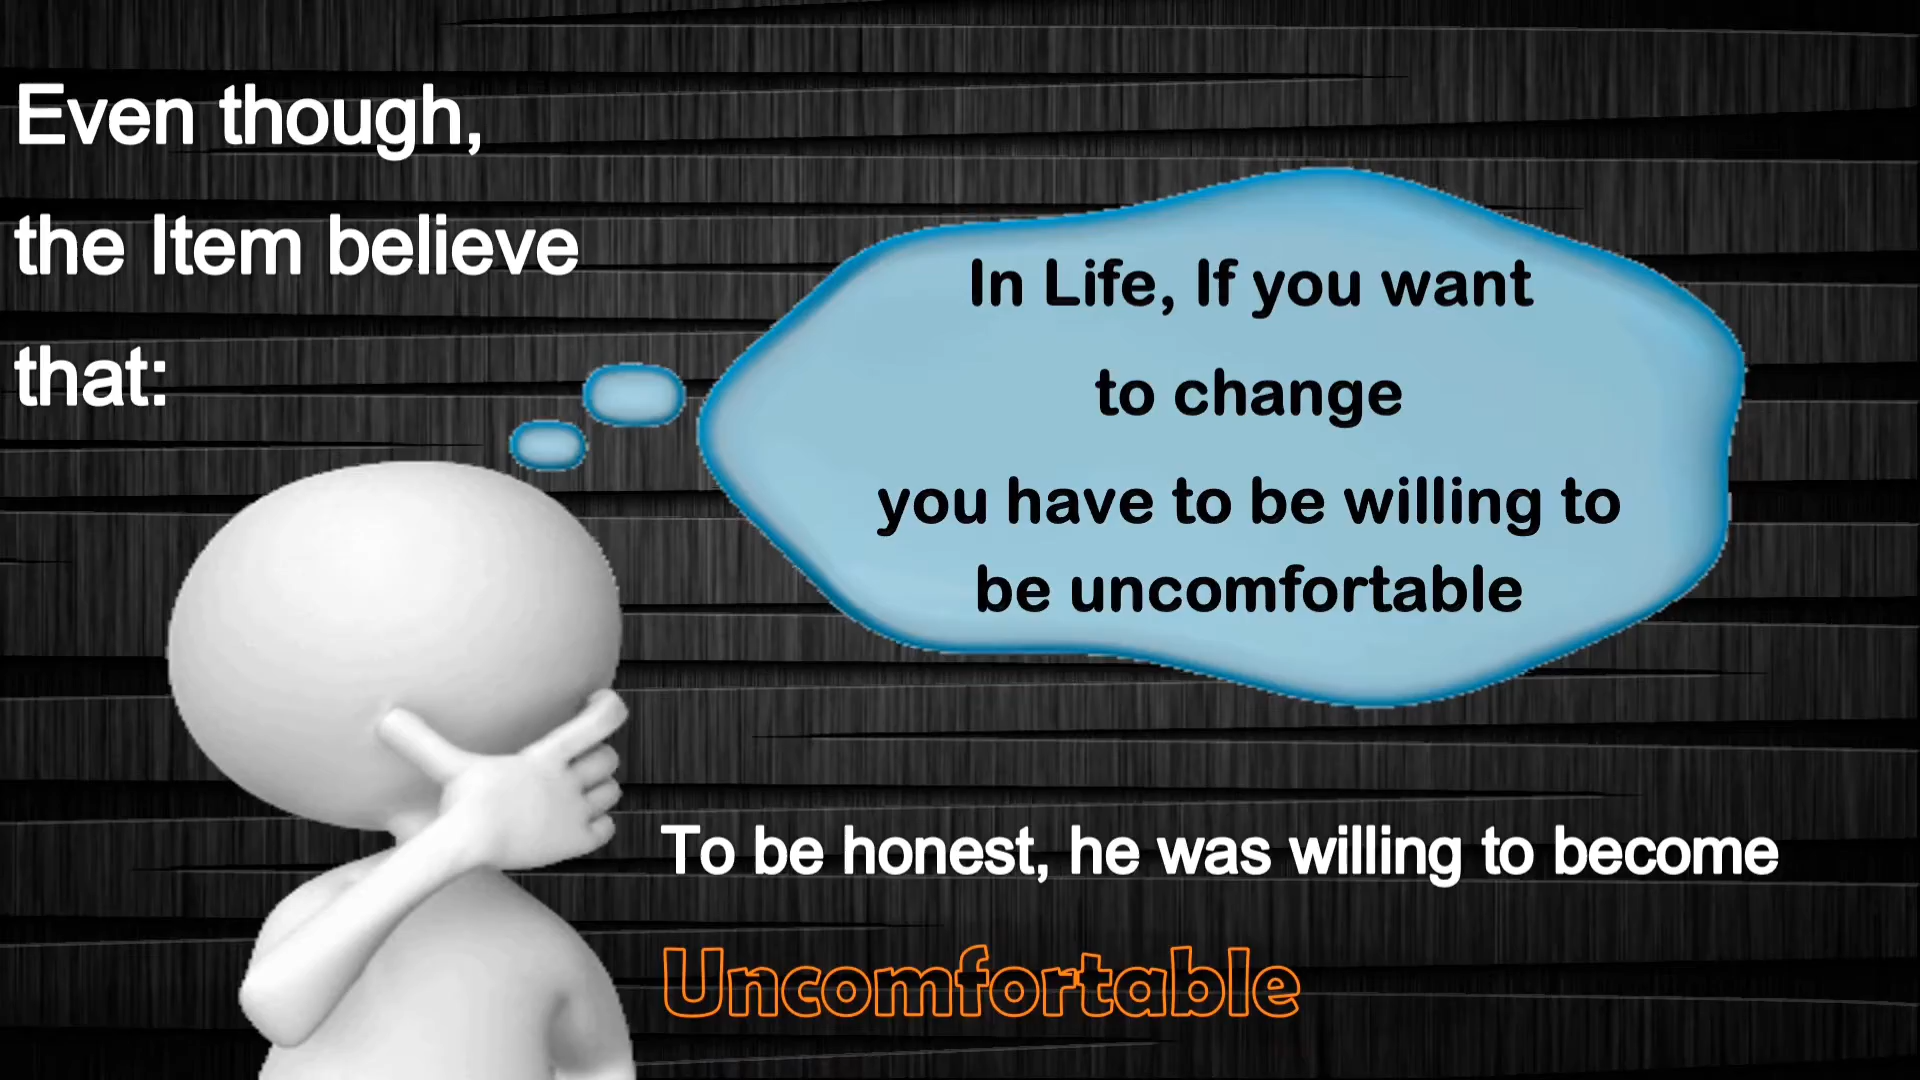 Even though,
the Item believe
that:
In Life, If you want
to change
you have to be willing to
be uncomfortable
To be honest, he was willing to become
Uncomfortable